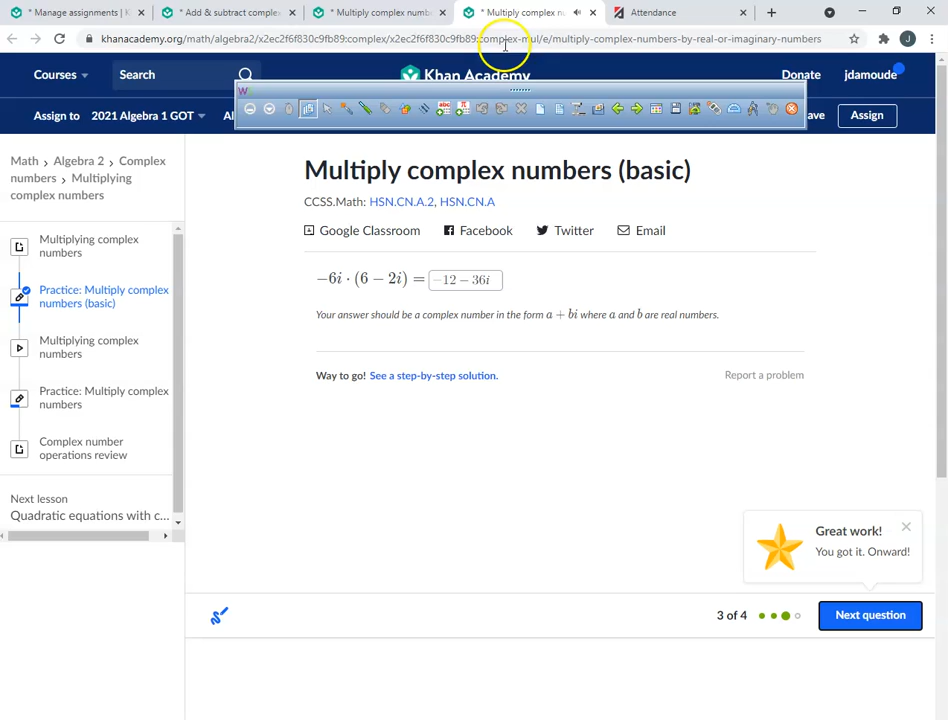 * Manage assignments | K
* Add & subtract complex
* Multiply complex numbe
* Multiply complex nu
Attendance
khanacademy.org/math/algebra2/x2ec2f6f830c9fb89:complex/x2ec2f6f830c9fb89:complex-mul/e/multiply-complex-numbers-by-real-or-imaginary-numbers
J
Courses
Search
Khan Academy
Donate
jdamoude
Assign to
2021 Algebra 1 GOT
ave
Assign
Math > Algebra 2 > Complex
numbers > Multiplying
complex numbers
Multiplying complex
numbers
Practice: Multiply complex
numbers (basic)
Multiplying complex
numbers
Practice: Multiply complex
numbers
Complex number
operations review
Next lesson
Quadratic equations with c...
Multiply complex numbers (basic)
CCSS.Math: HSN.CN.A.2, HSN.CN.A
Google Classroom Facebook Twitter Email
−6i · (6 − 2i) = −12 − 36i
Your answer should be a complex number in the form a + bi where a and b are real numbers.
Way to go! See a step-by-step solution.
Report a problem
Great work!
You got it. Onward!
3 of 4
Next question